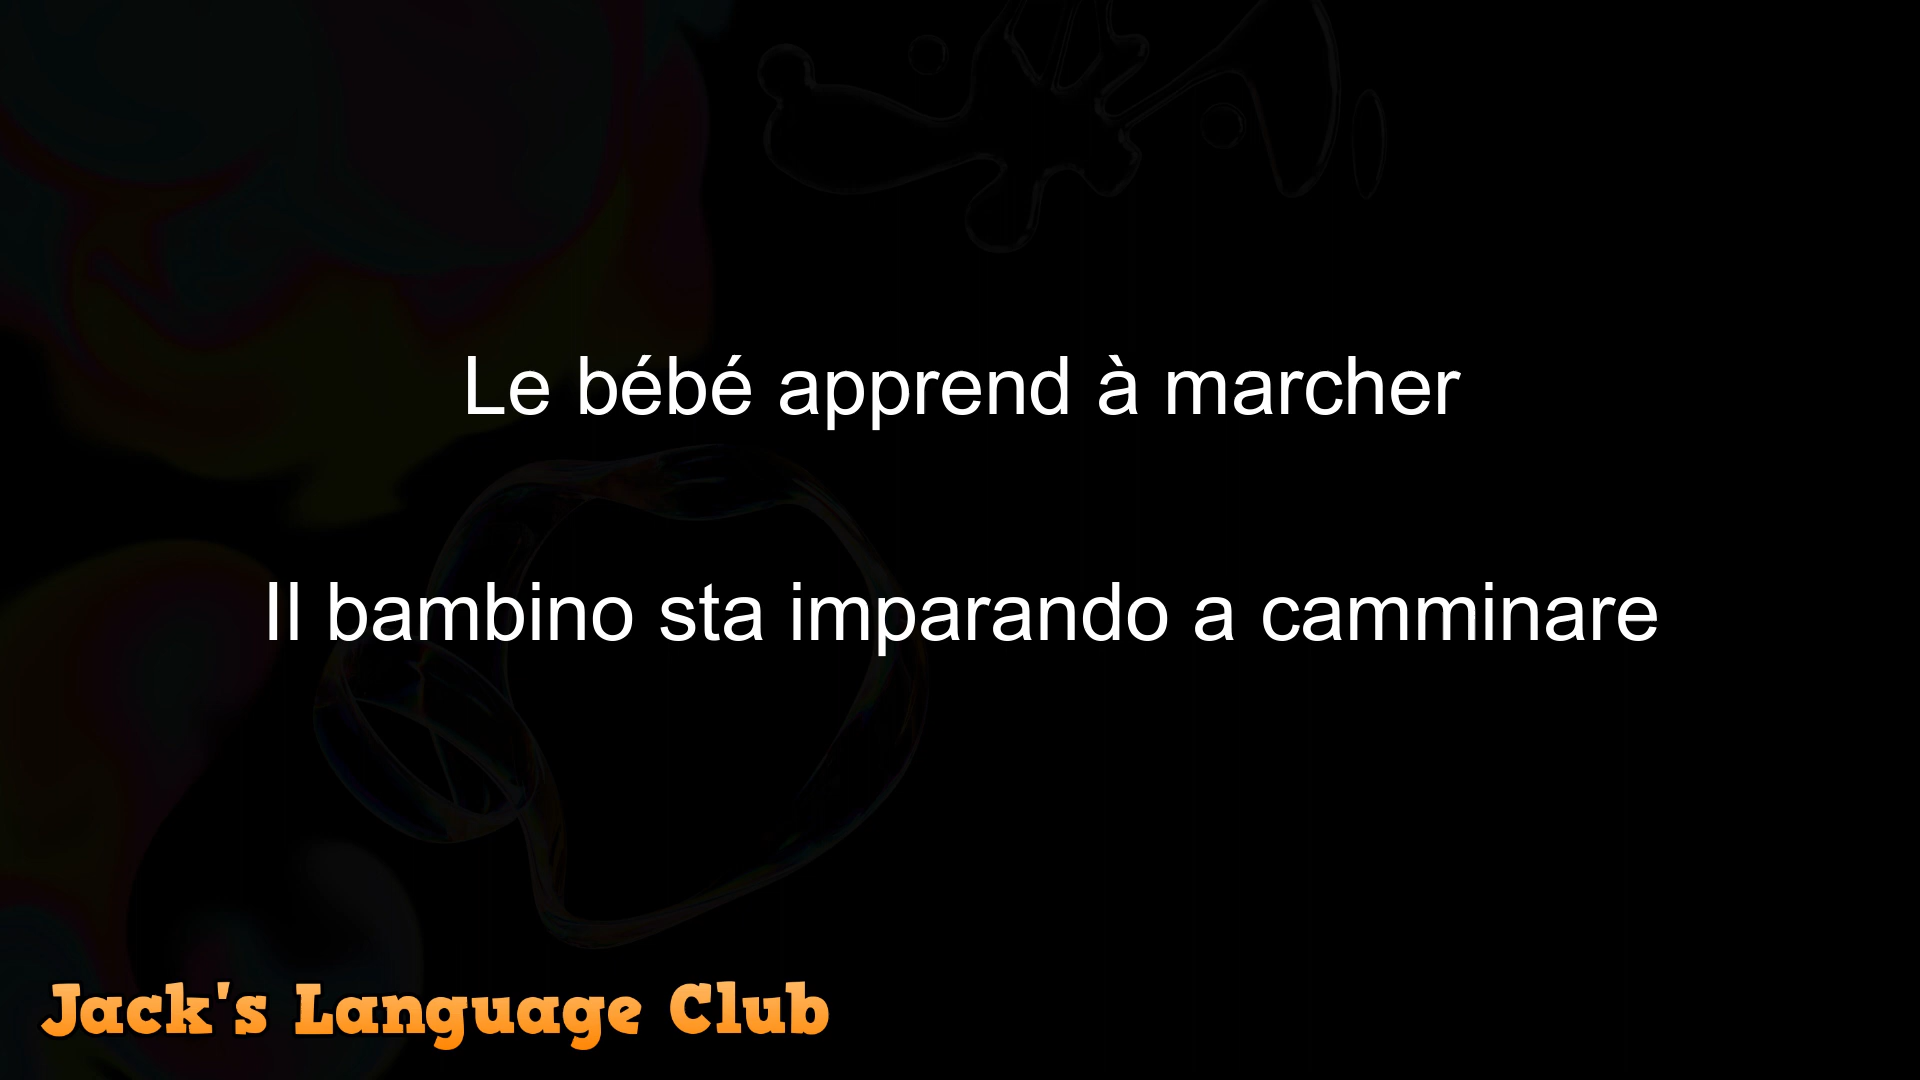 Le bébé apprend à marcher
Il bambino sta imparando a camminare
Jack's Language Club